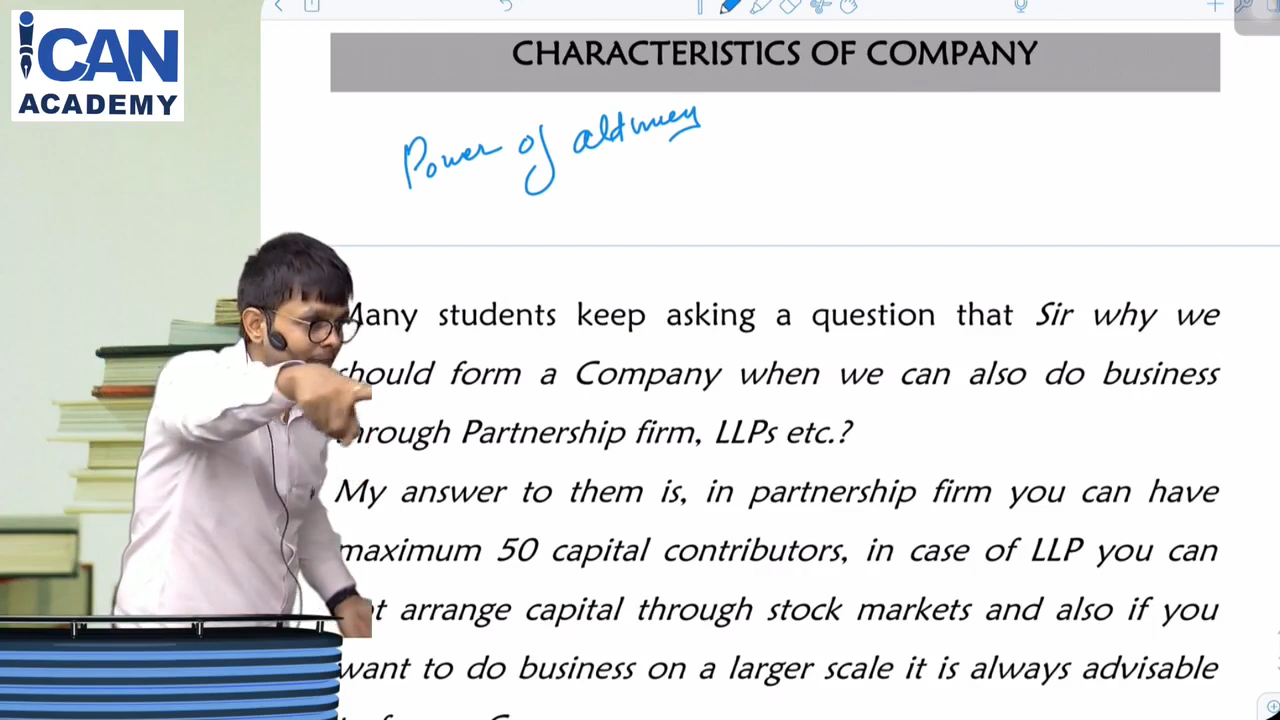 iCAN
ACADEMY
CHARACTERISTICS OF COMPANY
Power of
Many students keep asking a question that Sir why we
should form a Company when we can also do business
through Partnership firm, LLPs etc.?
My answer to them is, in partnership firm you can have
maximum 50 capital contributors, in case of LLP you can
arrange capital through stock markets and also if you
want to do business on a larger scale it is always advisable